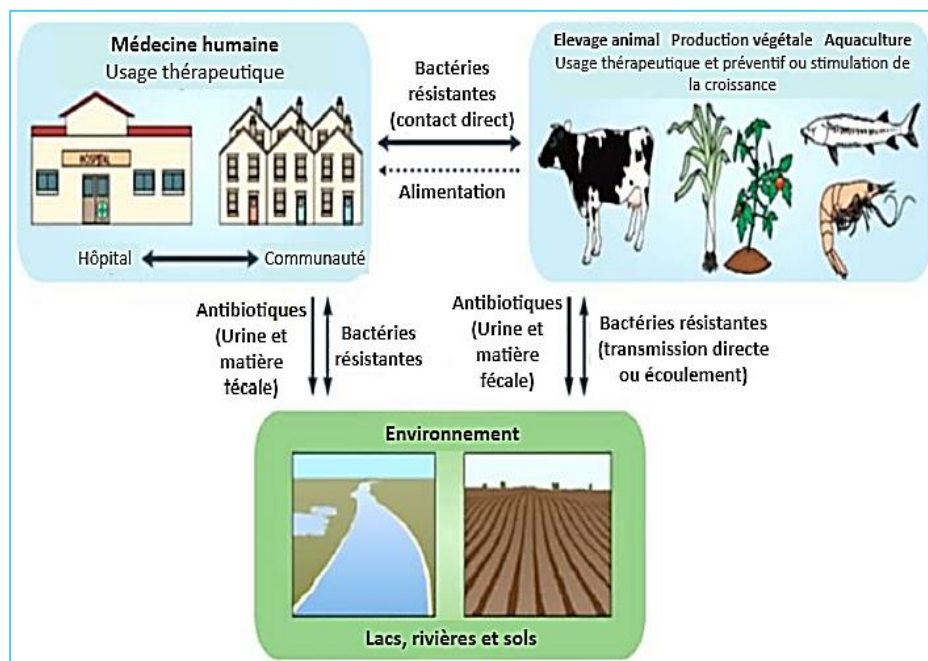 Médecine humaine
Usage thérapeutique
HÔPITAL
Hôpital
Communauté
Bactéries
résistantes
(contact direct)
Alimentation
Elevage animal Production végétale Aquaculture
Usage thérapeutique et préventif ou stimulation de
la croissance
Antibiotiques
(Urine et
matière
fécale)
Bactéries
résistantes
Antibiotiques
(Urine et
matière
fécale)
Bactéries résistantes
(transmission directe
ou écoulement)
Environnement
Lacs, rivières et sols